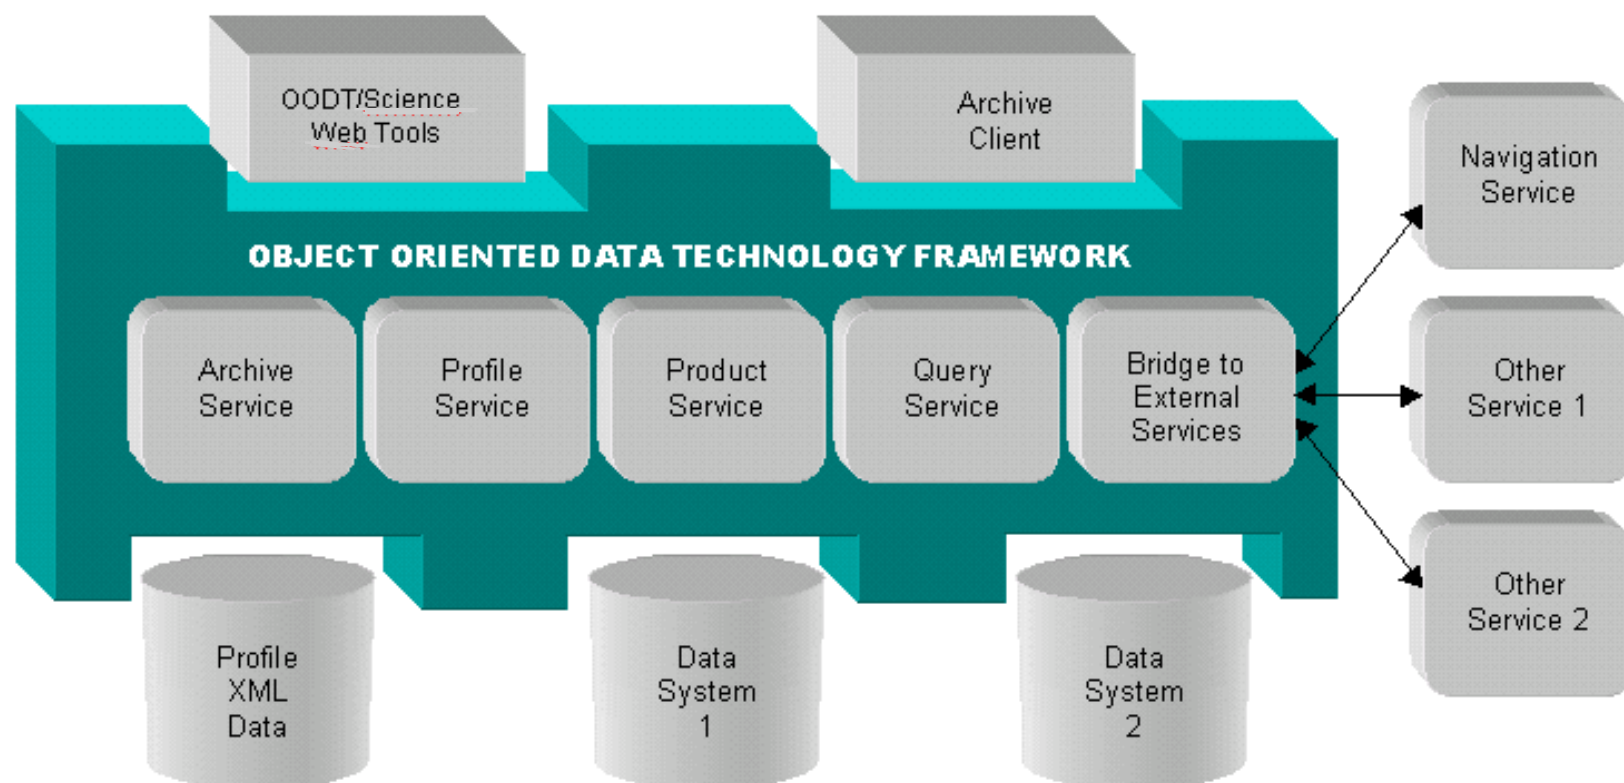 OODT/Science
Web Tools
Archive
Client
Navigation
Service
OBJECT ORIENTED DATA TECHNOLOGY FRAMEWORK
Archive
Service
Profile
Service
Product
Service
Query
Service
Bridge to
External
Services
Other
Service 1
Other
Service 2
Profile
XML
Data
Data
System
1
Data
System
2